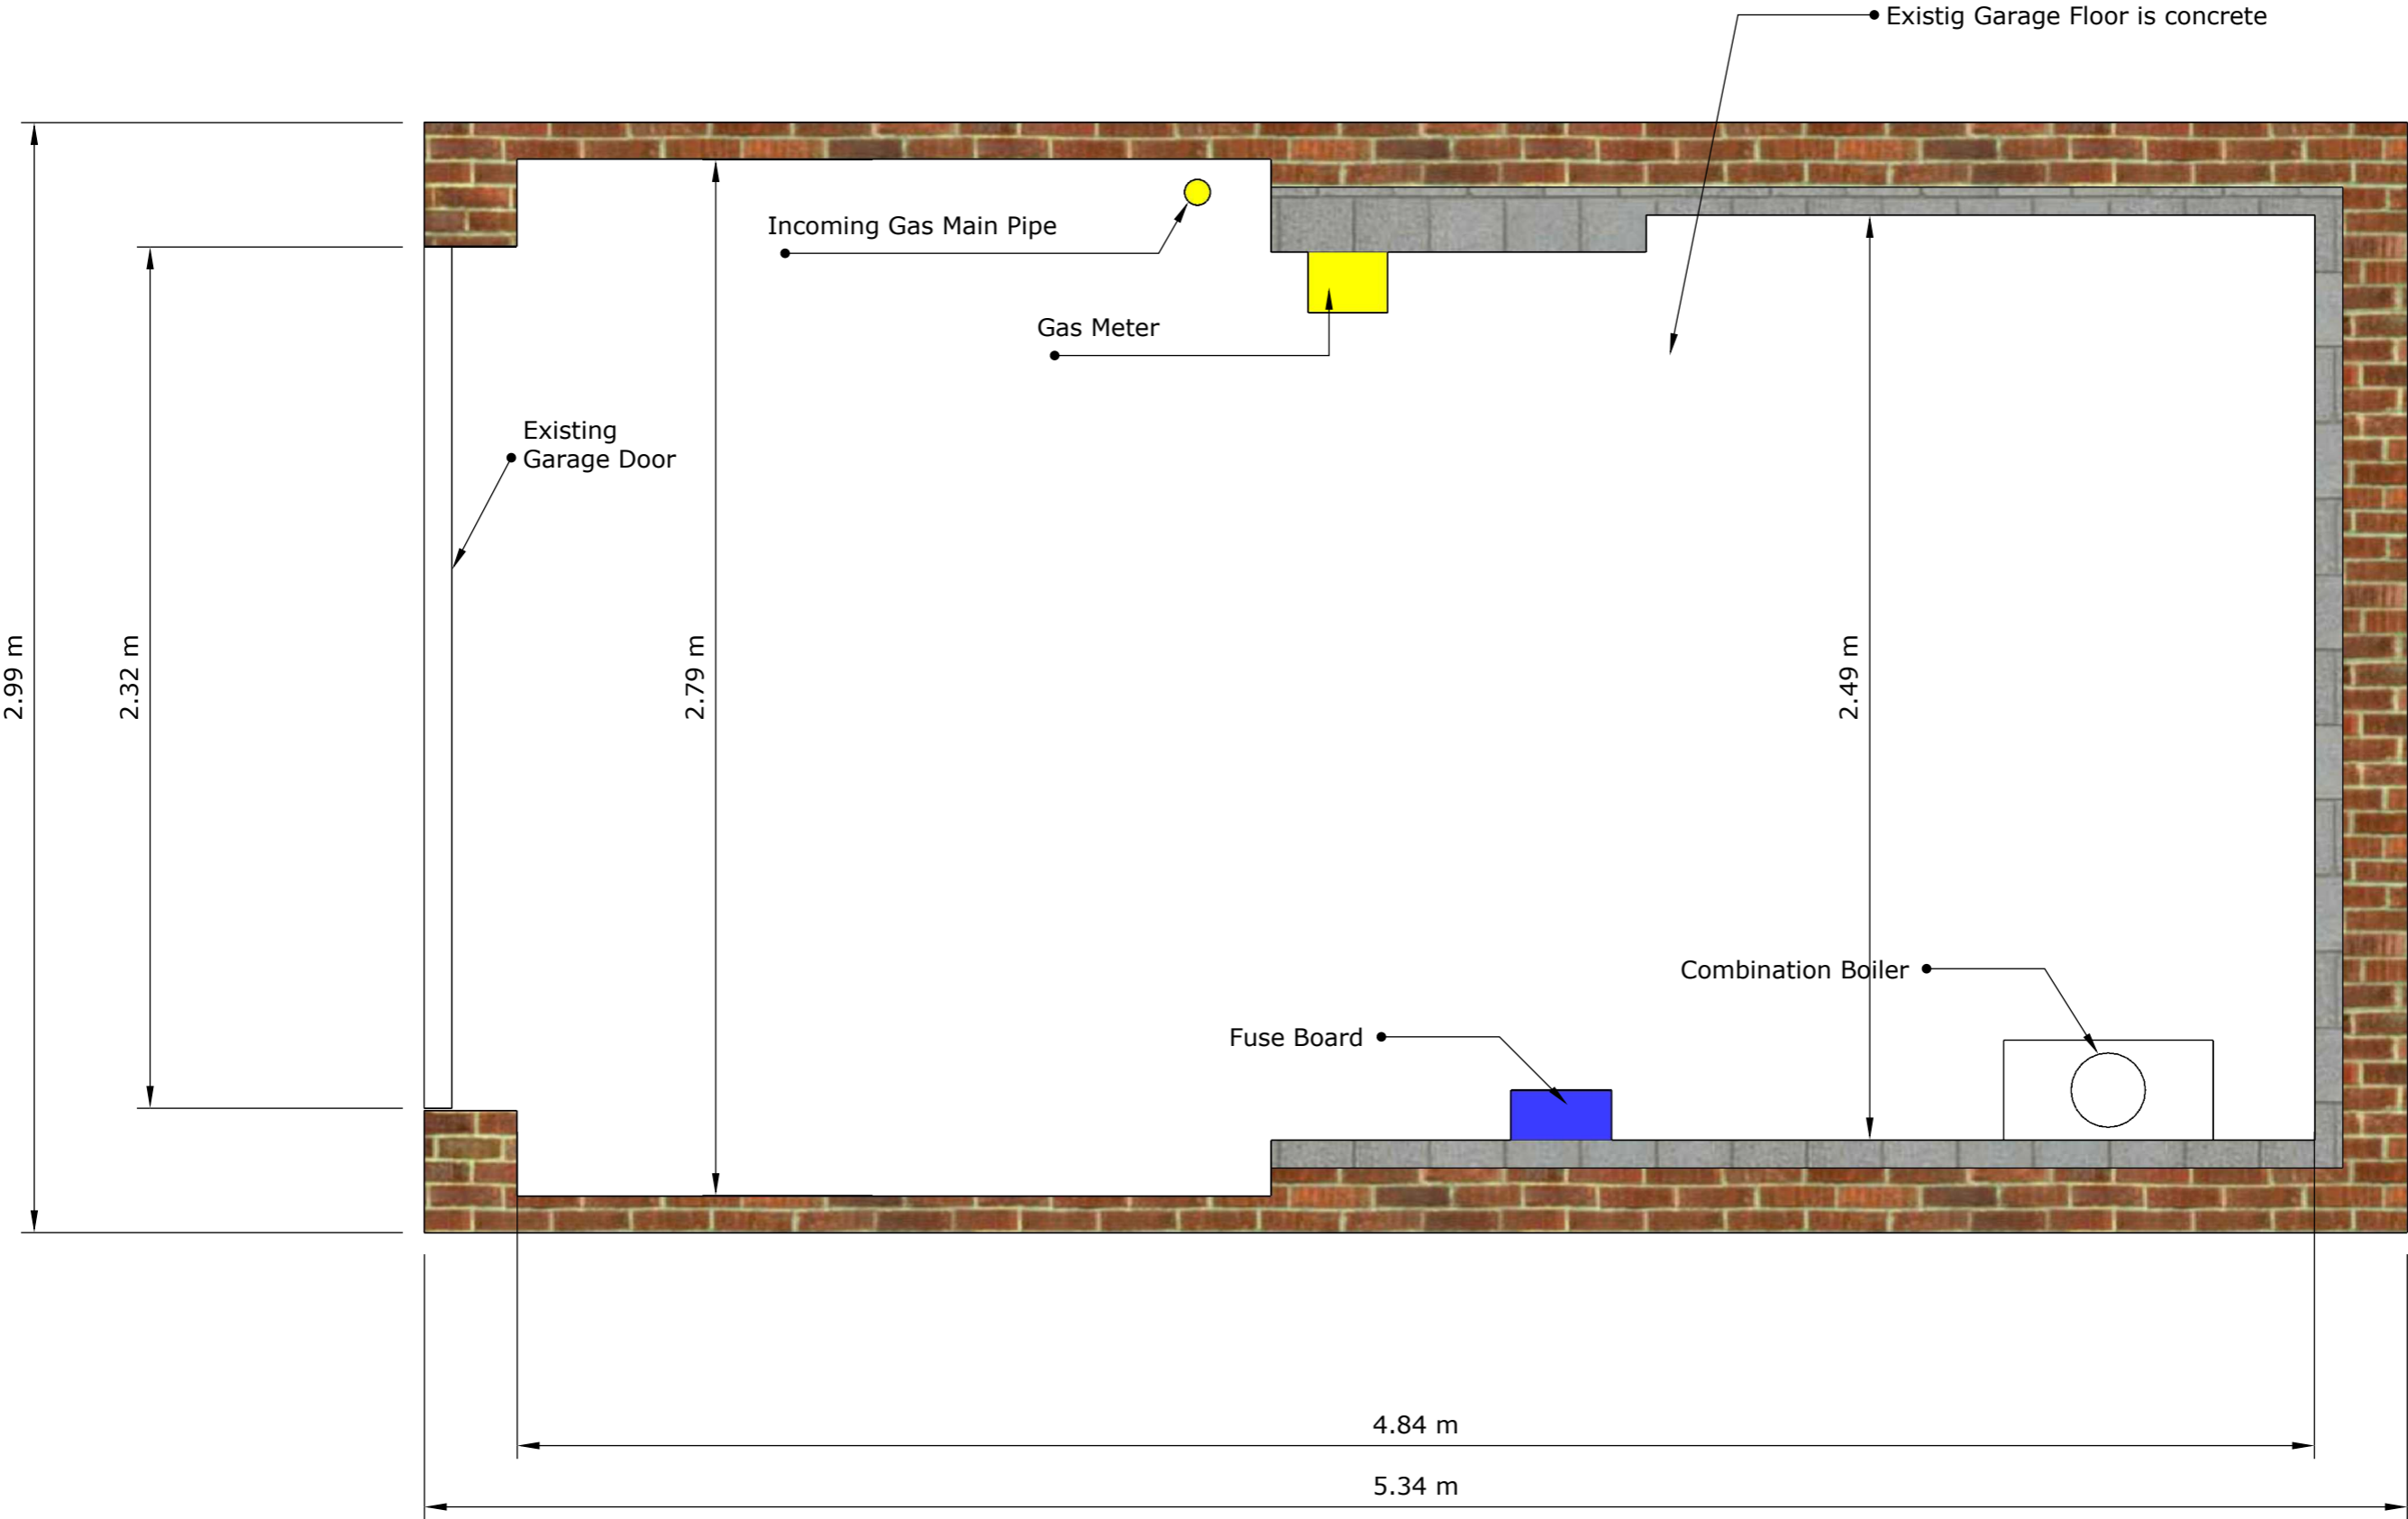 Existig Garage Floor is concrete
Incoming Gas Main Pipe
Gas Meter
Existing
Garage Door
2.99 m
2.32 m
2.79 m
2.49 m
Combination Boiler
Fuse Board
4.84 m
5.34 m